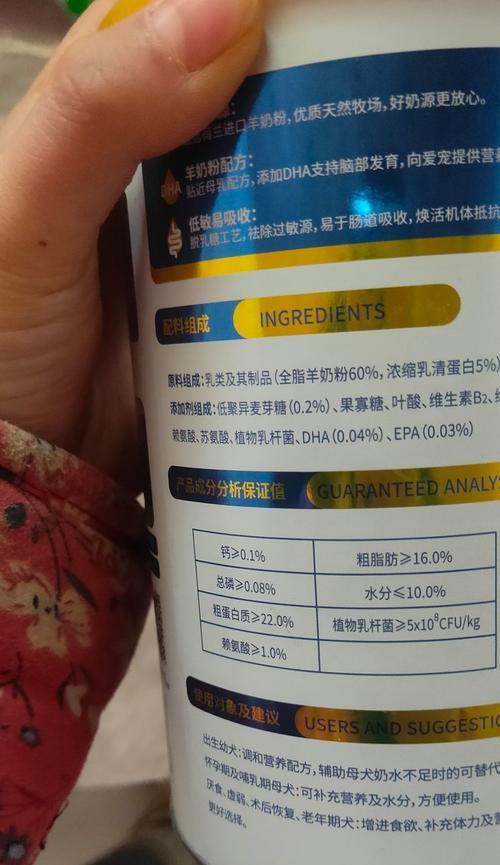 荷兰进口羊奶粉，优质天然牧场，好奶源更放心。
羊奶粉配方：
DHA
贴近母乳配方，添加DHA支持脑部发育，向爱宠提供营养
低敏易吸收：
脱乳糖工艺，祛除过敏源，易于肠道吸收，焕活机体抵抗
配料组成 INGREDIENTS
原料组成：乳类及其制品（全脂羊奶粉60%，浓缩乳清蛋白5%）
添加剂组成：低聚异麦芽糖（0.2%）、果寡糖、叶酸、维生素B₂、维
赖氨酸、苏氨酸、植物乳杆菌、DHA（0.04%）、EPA（0.03%）
产品成分分析保证值 GUARANTEED ANALYS
钙≥0.1% 粗脂肪≥16.0%
总磷≥0.08% 水分≤10.0%
粗蛋白质≥22.0% 植物乳杆菌≥5x10⁸CFU/kg
赖氨酸≥1.0%
使用对象及建议 USERS AND SUGGESTIO
出生幼犬：调和营养配方，辅助母犬奶水不足时的可替代
怀孕期及哺乳期母犬：可补充营养及水分，方便使用。
厌食、虚弱、术后恢复、老年期犬：增进食欲、补充体力及营
更好选择。